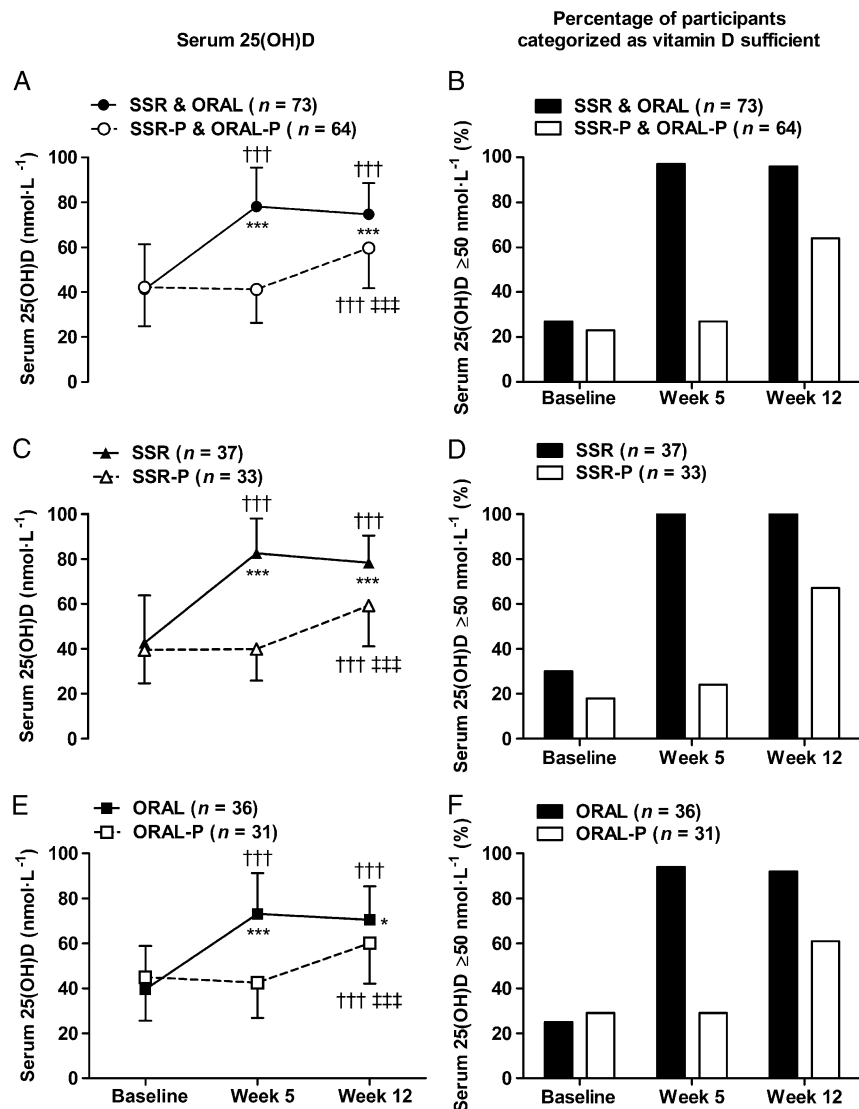 Serum 25(OH)D
Percentage of participants
categorized as vitamin D sufficient
A
SSR & ORAL (n = 73)
SSR-P & ORAL-P (n = 64)
Serum 25(OH)D (nmol·L⁻¹)
100
80
60
40
20
0
†††
***
†††
***
††† ‡‡‡
B
SSR & ORAL (n = 73)
SSR-P & ORAL-P (n = 64)
Serum 25(OH)D ≥50 nmol·L⁻¹ (%)
100
80
60
40
20
0
Baseline Week 5 Week 12
C
SSR (n = 37)
SSR-P (n = 33)
Serum 25(OH)D (nmol·L⁻¹)
100
80
60
40
20
0
†††
***
†††
***
††† ‡‡‡
D
SSR (n = 37)
SSR-P (n = 33)
Serum 25(OH)D ≥50 nmol·L⁻¹ (%)
100
80
60
40
20
0
Baseline Week 5 Week 12
E
ORAL (n = 36)
ORAL-P (n = 31)
Serum 25(OH)D (nmol·L⁻¹)
100
80
60
40
20
0
†††
***
†††
*
††† ‡‡‡
Baseline Week 5 Week 12
F
ORAL (n = 36)
ORAL-P (n = 31)
Serum 25(OH)D ≥50 nmol·L⁻¹ (%)
100
80
60
40
20
0
Baseline Week 5 Week 12